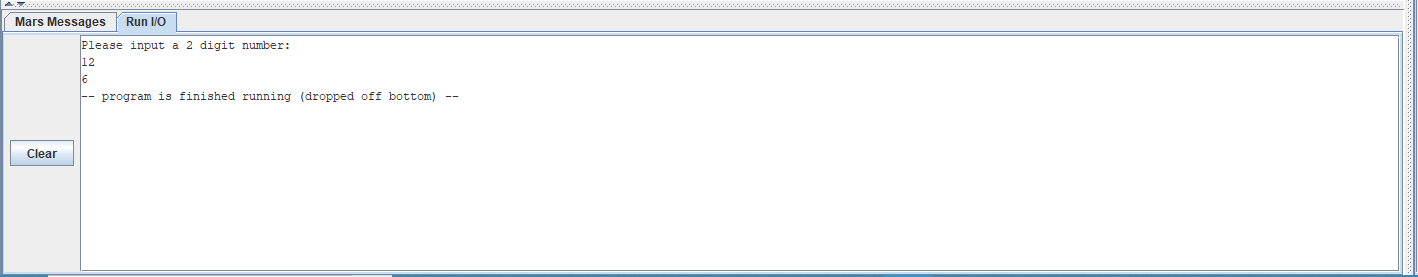 Mars Messages Run I/O
Please input a 2 digit number:
12
6
-- program is finished running (dropped off bottom) --
Clear